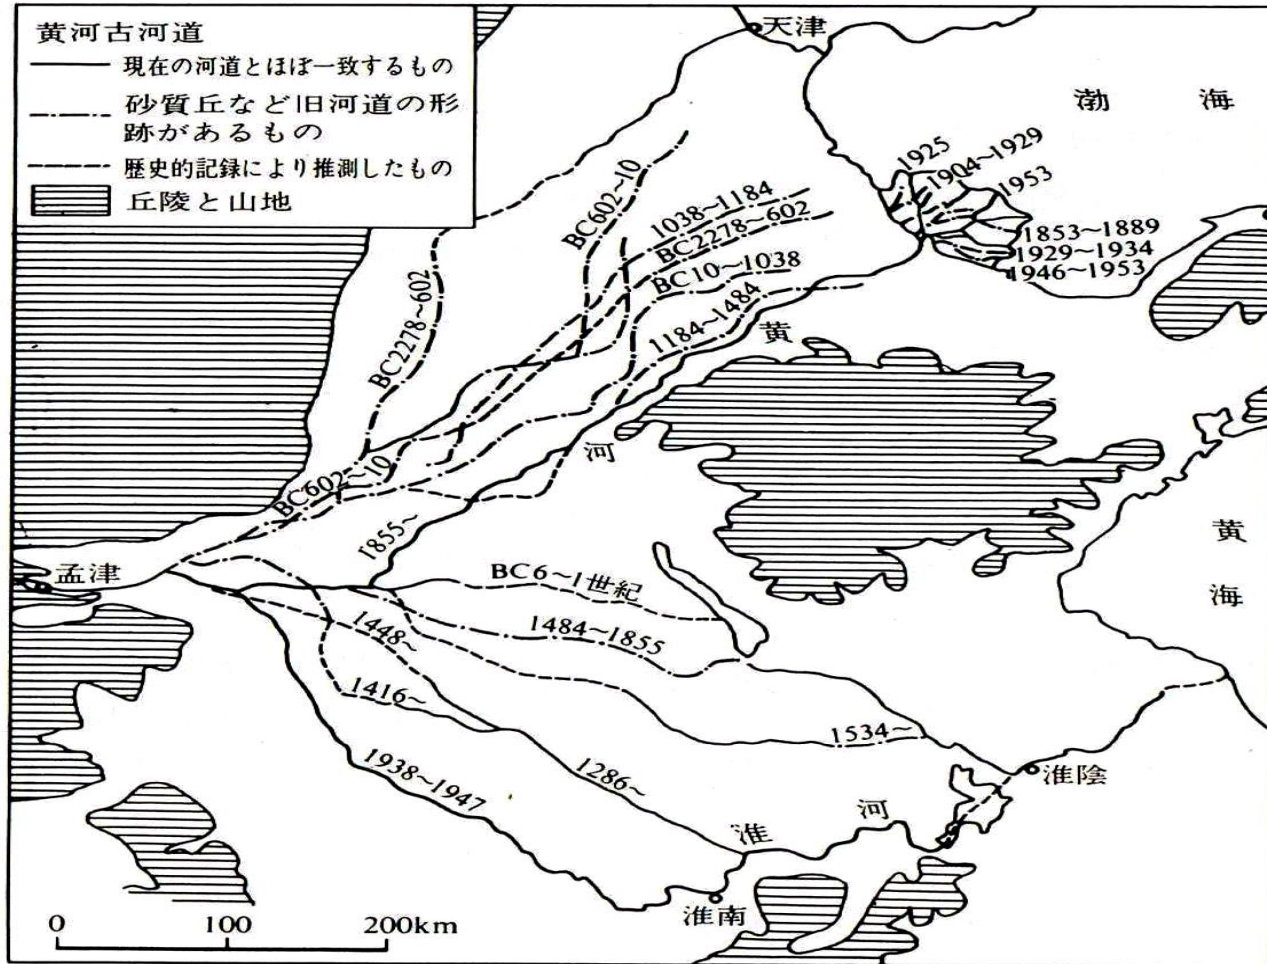 黄河古河道
現在の河道とほぼ一致するもの
砂質丘など旧河道の形
跡があるもの
歴史的記録により推測したもの
丘陵と山地
天津
渤海
1925
1904〜1929
1953
1853〜1889
1929〜1934
1946〜1953
BC602〜10
1038〜1184
BC2278〜602
BC10〜1038
1184〜1484
BC2278〜602
黄
河
BC602〜10
1855〜
孟津
BC6〜1世紀
1484〜1855
1448〜
1416〜
1534〜
1938〜1947
1286〜
黄
海
淮陰
淮河
淮南
0 100 200km